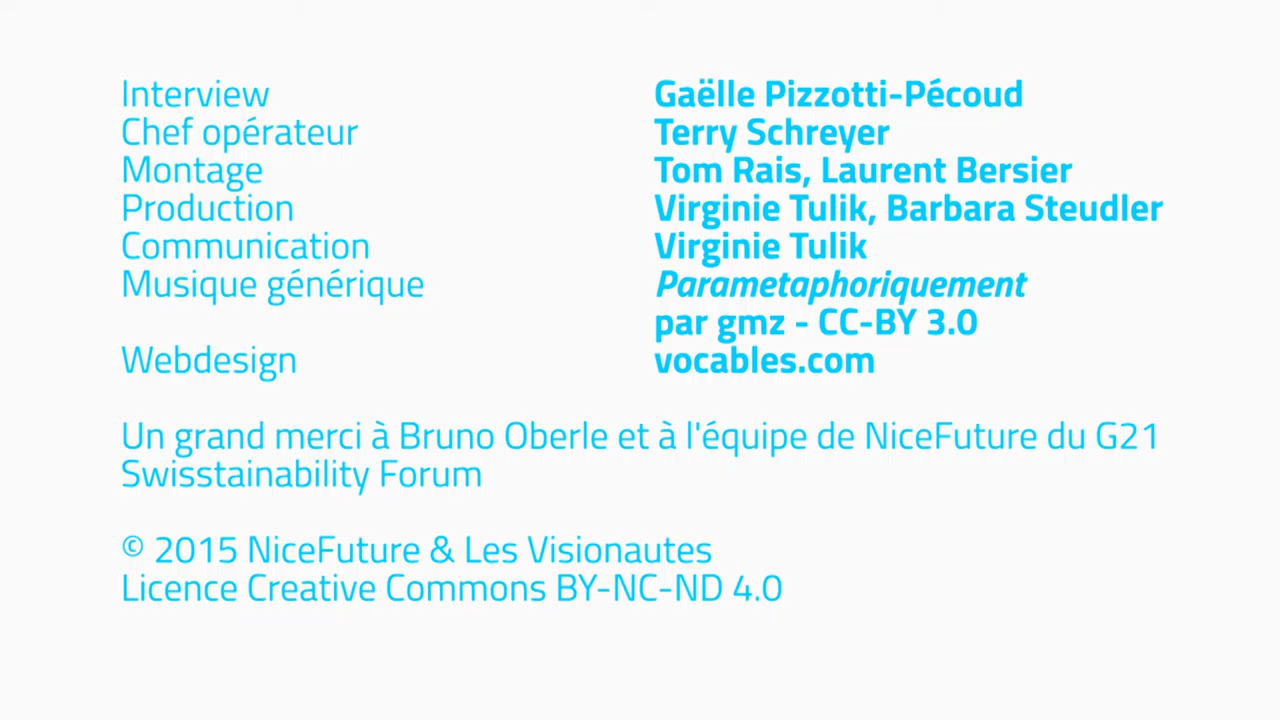 Interview Gaëlle Pizzotti-Pécoud
Chef opérateur Terry Schreyer
Montage Tom Rais, Laurent Bersier
Production Virginie Tulik, Barbara Steudler
Communication Virginie Tulik
Musique générique Parametaphoriquement
par gmz - CC-BY 3.0
Webdesign vocables.com
Un grand merci à Bruno Oberle et à l'équipe de NiceFuture du G21
Swisstainability Forum
© 2015 NiceFuture & Les Visionautes
Licence Creative Commons BY-NC-ND 4.0